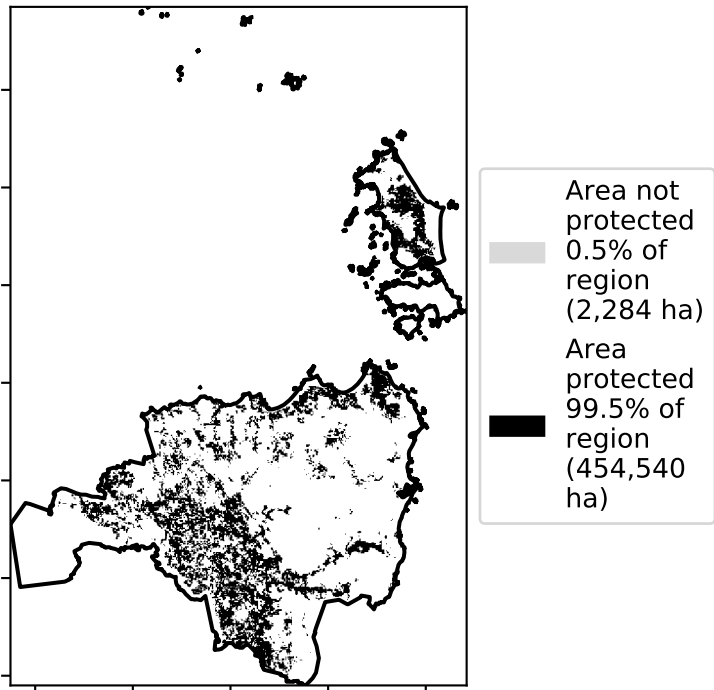 Area not
protected
0.5% of
region
(2,284 ha)
Area
protected
99.5% of
region
(454,540
ha)